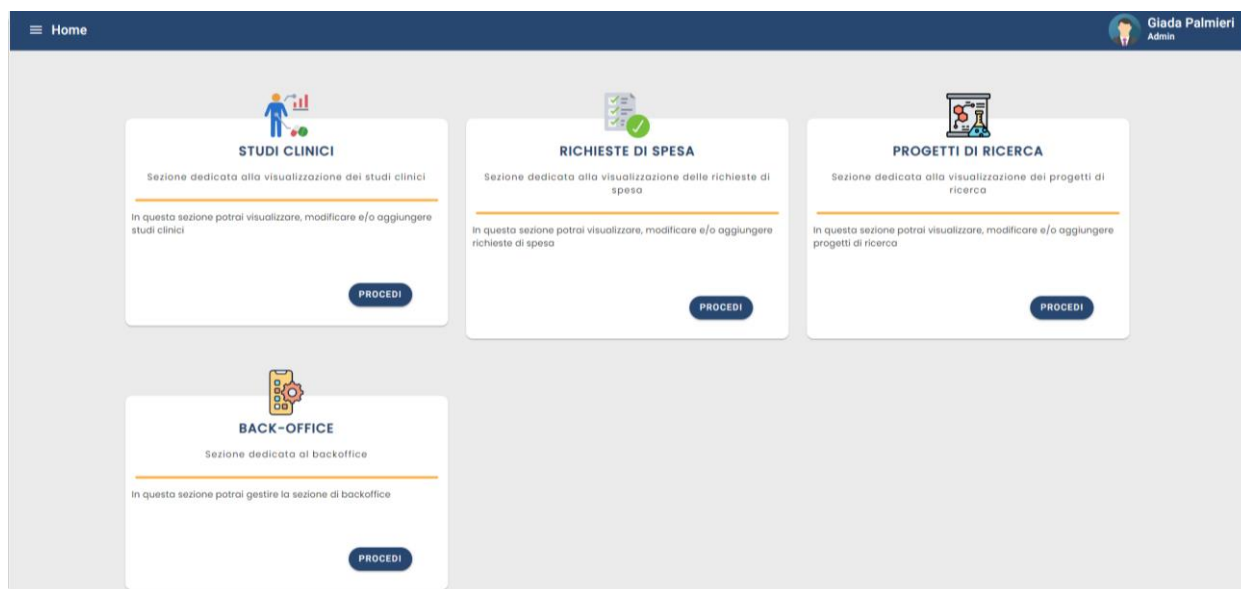 Home
Giada Palmieri
Admin
STUDI CLINICI
Sezione dedicata alla visualizzazione dei studi clinici
In questa sezione potrai visualizzare, modificare e/o aggiungere
studi clinici
PROCEDI
RICHIESTE DI SPESA
Sezione dedicata alla visualizzazione delle richieste di
spesa
In questa sezione potrai visualizzare, modificare e/o aggiungere
richieste di spesa
PROCEDI
PROGETTI DI RICERCA
Sezione dedicata alla visualizzazione dei progetti di
ricerca
In questa sezione potrai visualizzare, modificare e/o aggiungere
progetti di ricerca
PROCEDI
BACK-OFFICE
Sezione dedicata al backoffice
In questa sezione potrai gestire la sezione di backoffice
PROCEDI